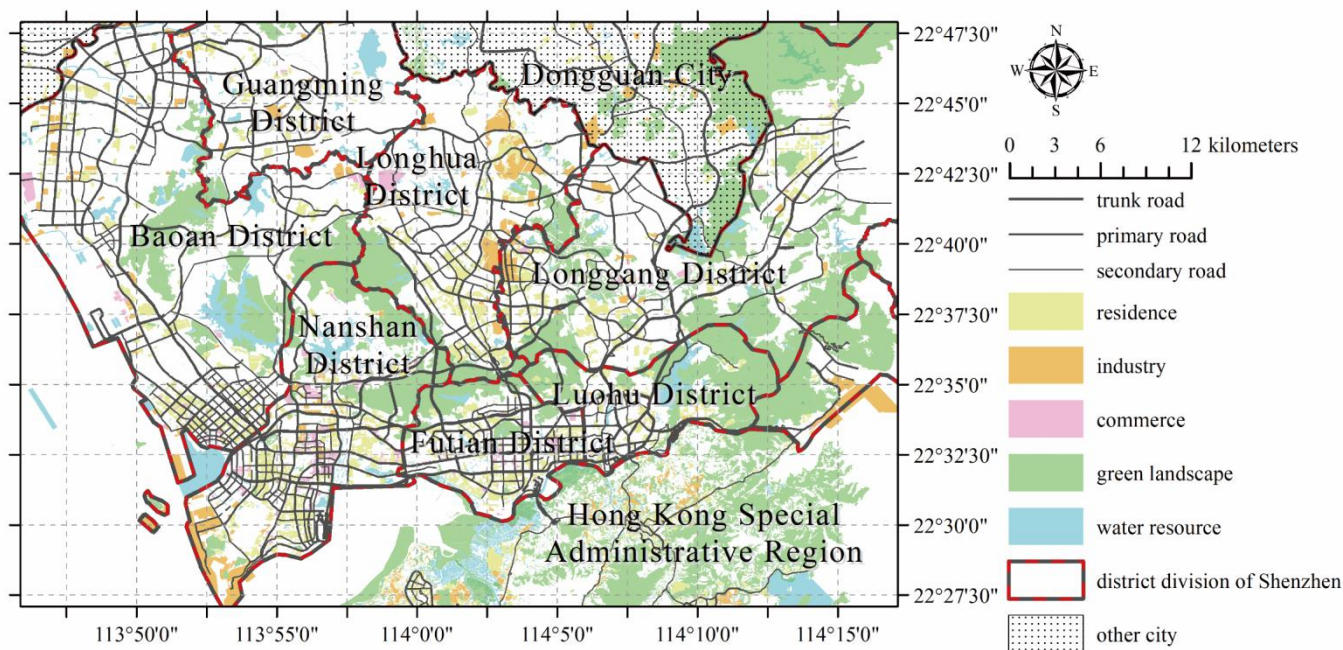 Guangming
District
Dongguan City
Longhua
District
Baoan District
Longgang District
Nanshan
District
Luohu District
Futian District
Hong Kong Special
Administrative Region
22°47'30"
22°45'0"
22°42'30"
22°40'0"
22°37'30"
22°35'0"
22°32'30"
22°30'0"
22°27'30"
113°50'0"
113°55'0"
114°0'0"
114°5'0"
114°10'0"
114°15'0"
N
W
E
S
0 3 6 12 kilometers
trunk road
primary road
secondary road
residence
industry
commerce
green landscape
water resource
district division of Shenzhen
other city